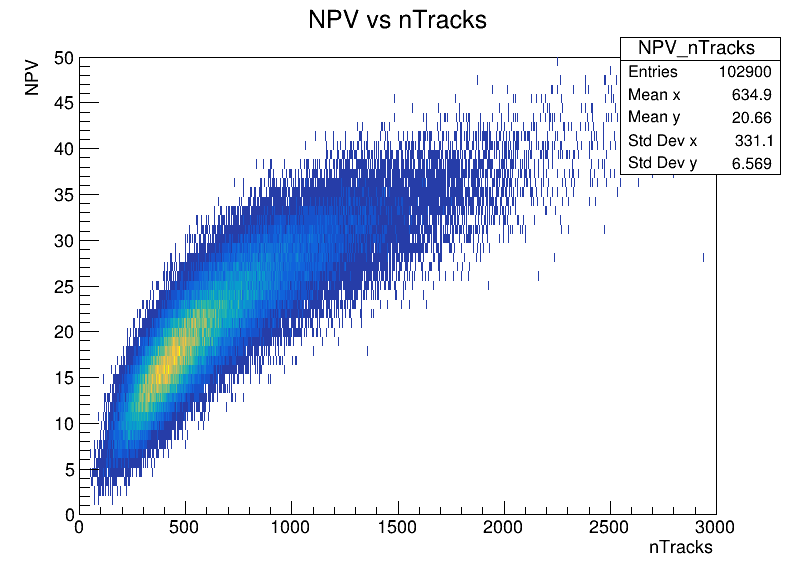 NPV vs nTracks
NPV_nTracks
Entries 102900
Mean x 634.9
Mean y 20.66
Std Dev x 331.1
Std Dev y 6.569
NPV
50
45
40
35
30
25
20
15
10
5
0
0 500 1000 1500 2000 2500 3000
nTracks